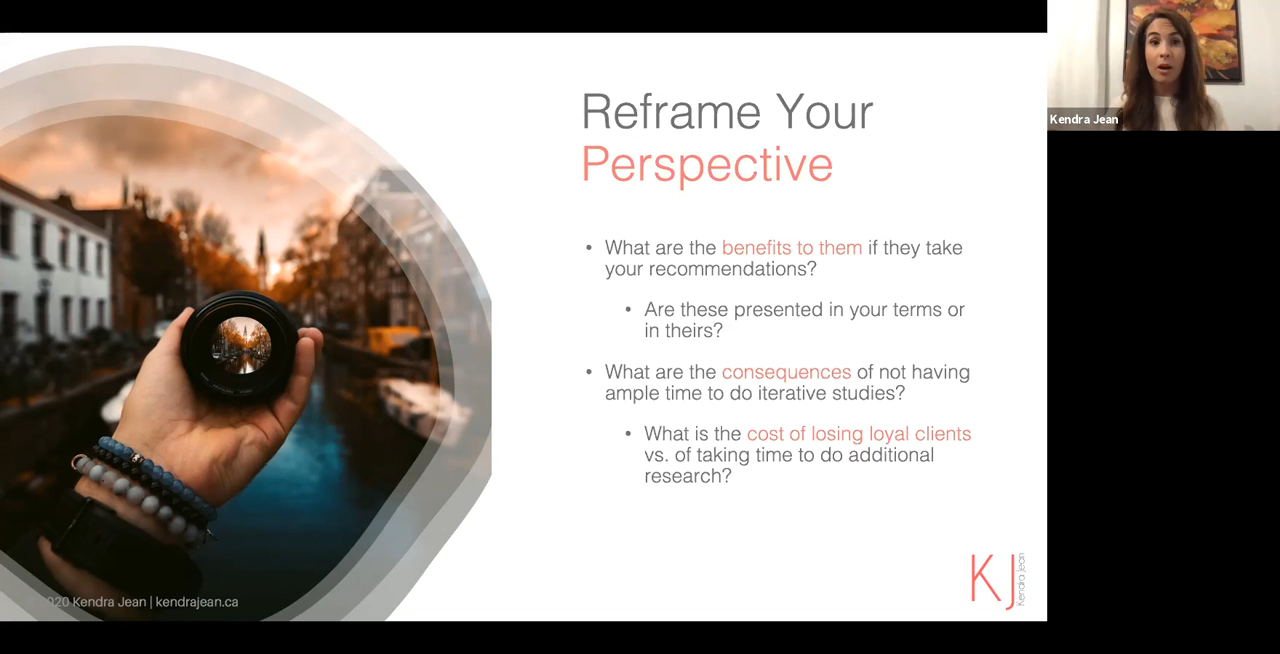 Reframe Your
Perspective
• What are the benefits to them if they take
your recommendations?
• Are these presented in your terms or
in theirs?
• What are the consequences of not having
ample time to do iterative studies?
• What is the cost of losing loyal clients
vs. of taking time to do additional
research?
Kendra Jean
020 Kendra Jean | kendrajean.ca
KJ
Kendra Jean